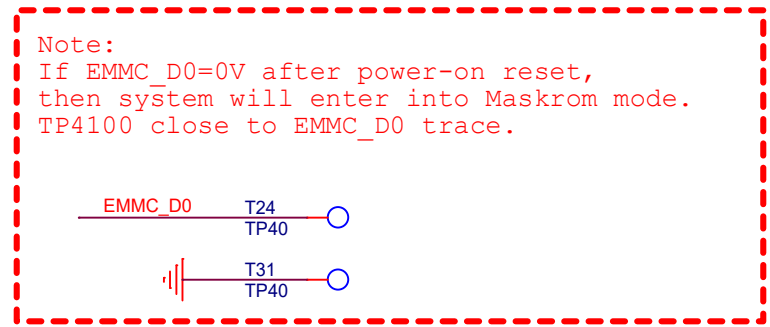 Note:
If EMMC_D0=0V after power-on reset,
then system will enter into Maskrom mode.
TP4100 close to EMMC_D0 trace.
EMMC_D0
T24
TP40
T31
TP40